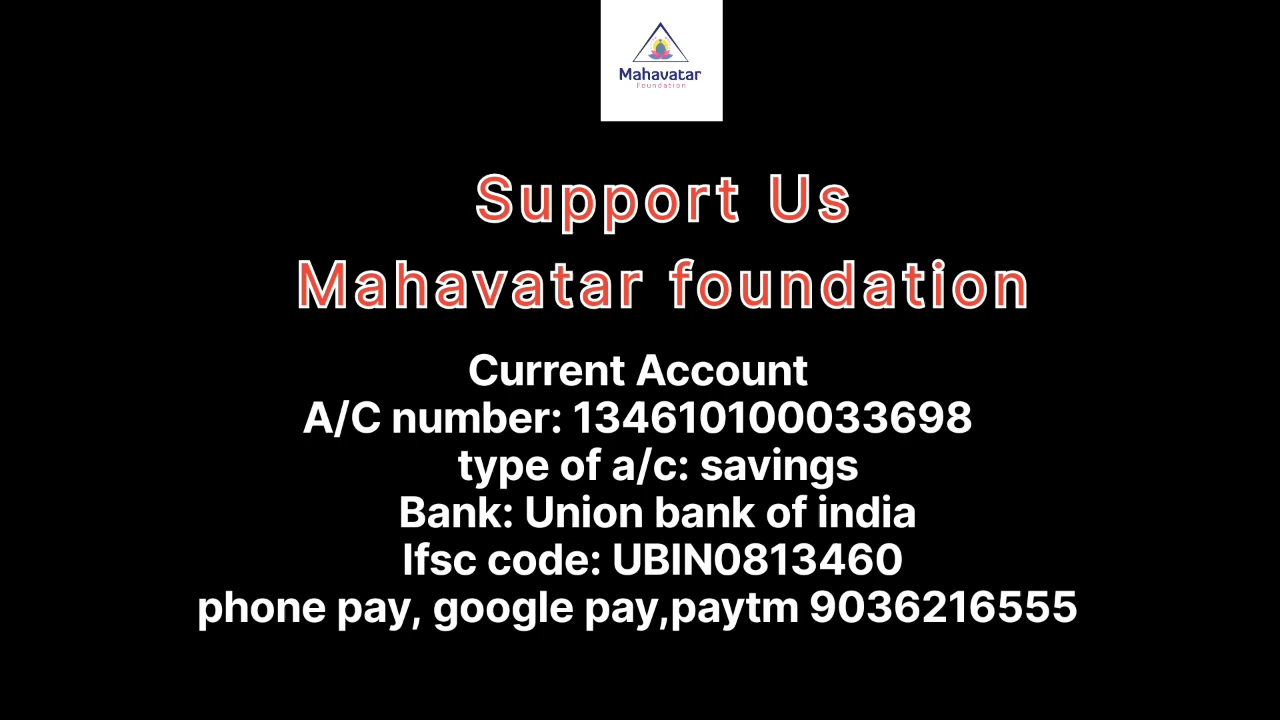 Mahavatar
Foundation
Support Us
Mahavatar foundation
Current Account
A/C number: 134610100033698
type of a/c: savings
Bank: Union bank of india
Ifsc code: UBIN0813460
phone pay, google pay,paytm 9036216555